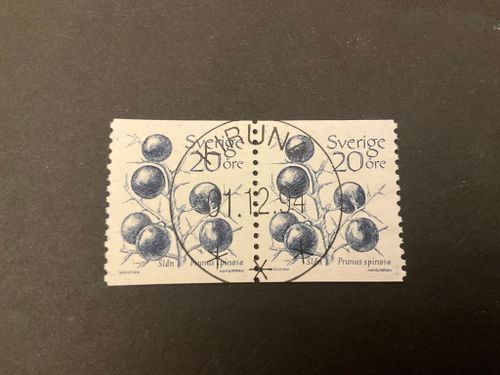 Sverige
20 öre
Slån Prunus spinosa
Sverige
20 öre
Slån Prunus spinosa
01.12.94